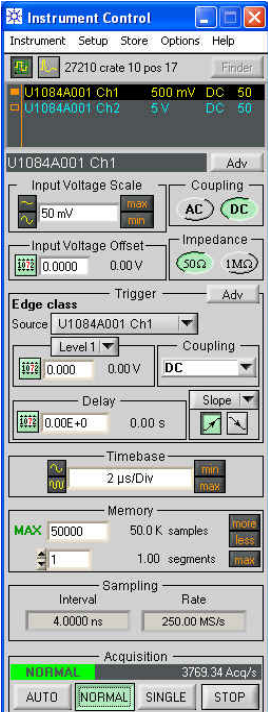 Instrument Control
Instrument Setup Store Options Help
27210 crate 10 pos 17 Finder
U1084A001 Ch1 500 mV DC 50
U1084A001 Ch2 5 V DC 50
U1084A001 Ch1 Adv
Input Voltage Scale Coupling
50 mV max min AC DC
Input Voltage Offset Impedance
0.0000 0.00 V 50Ω 1MΩ
Trigger Adv
Edge class
Source U1084A001 Ch1
Level 1 Coupling
0.000 0.00 V DC
Delay Slope
0.00E+0 0.00 s
Timebase
2 µs/Div min max
Memory
MAX 50000 50.0 K samples more less
1 1.00 segments max
Sampling
Interval Rate
4.0000 ns 250.00 MS/s
Acquisition
NORMAL 3769.34 Acq/s
AUTO NORMAL SINGLE STOP